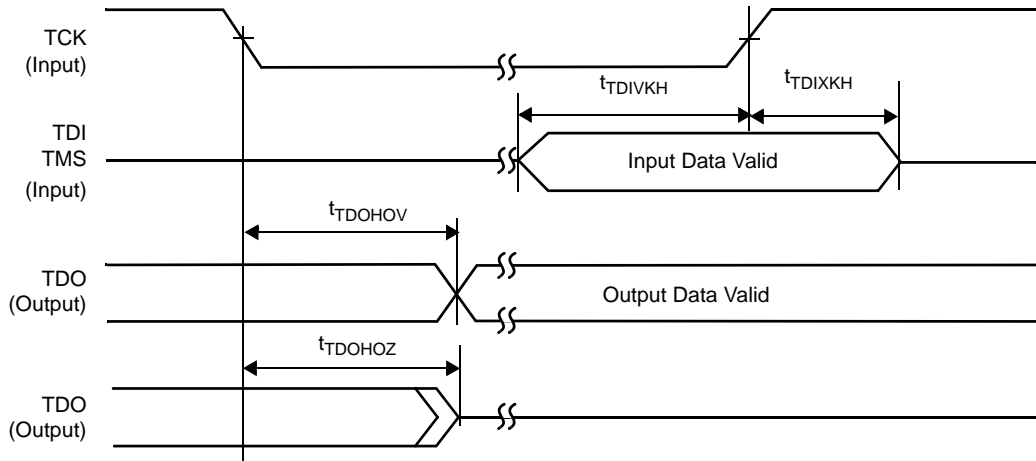 TCK
(Input)
tTDIVKH
tTDIXKH
TDI
TMS
(Input)
Input Data Valid
tTDOHOV
TDO
(Output)
Output Data Valid
tTDOHOZ
TDO
(Output)